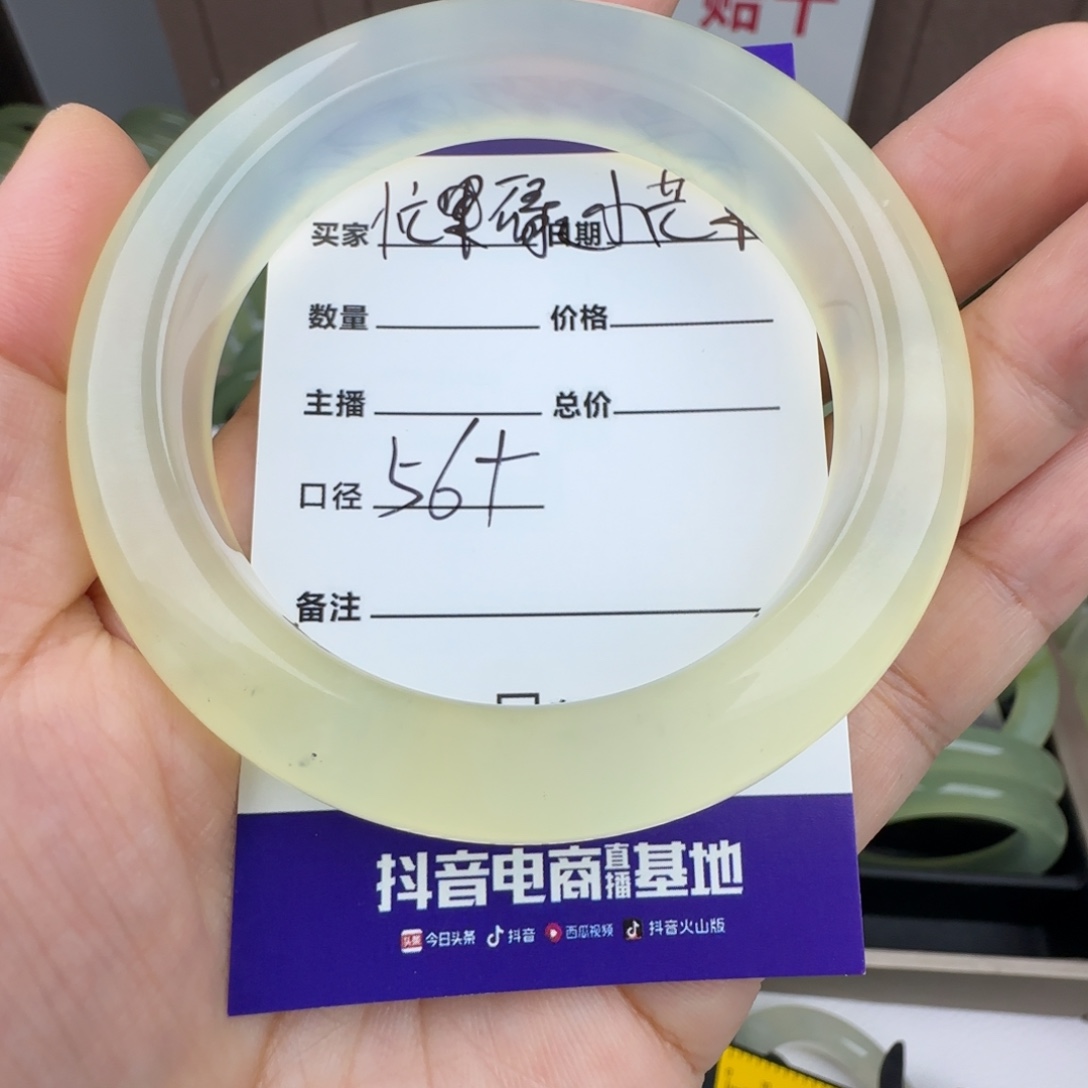 买家 忙果 日期
数量 价格
主播 总价
口径 56+
备注
抖音电商直播基地
今日头条 抖音 西瓜视频 抖音火山版